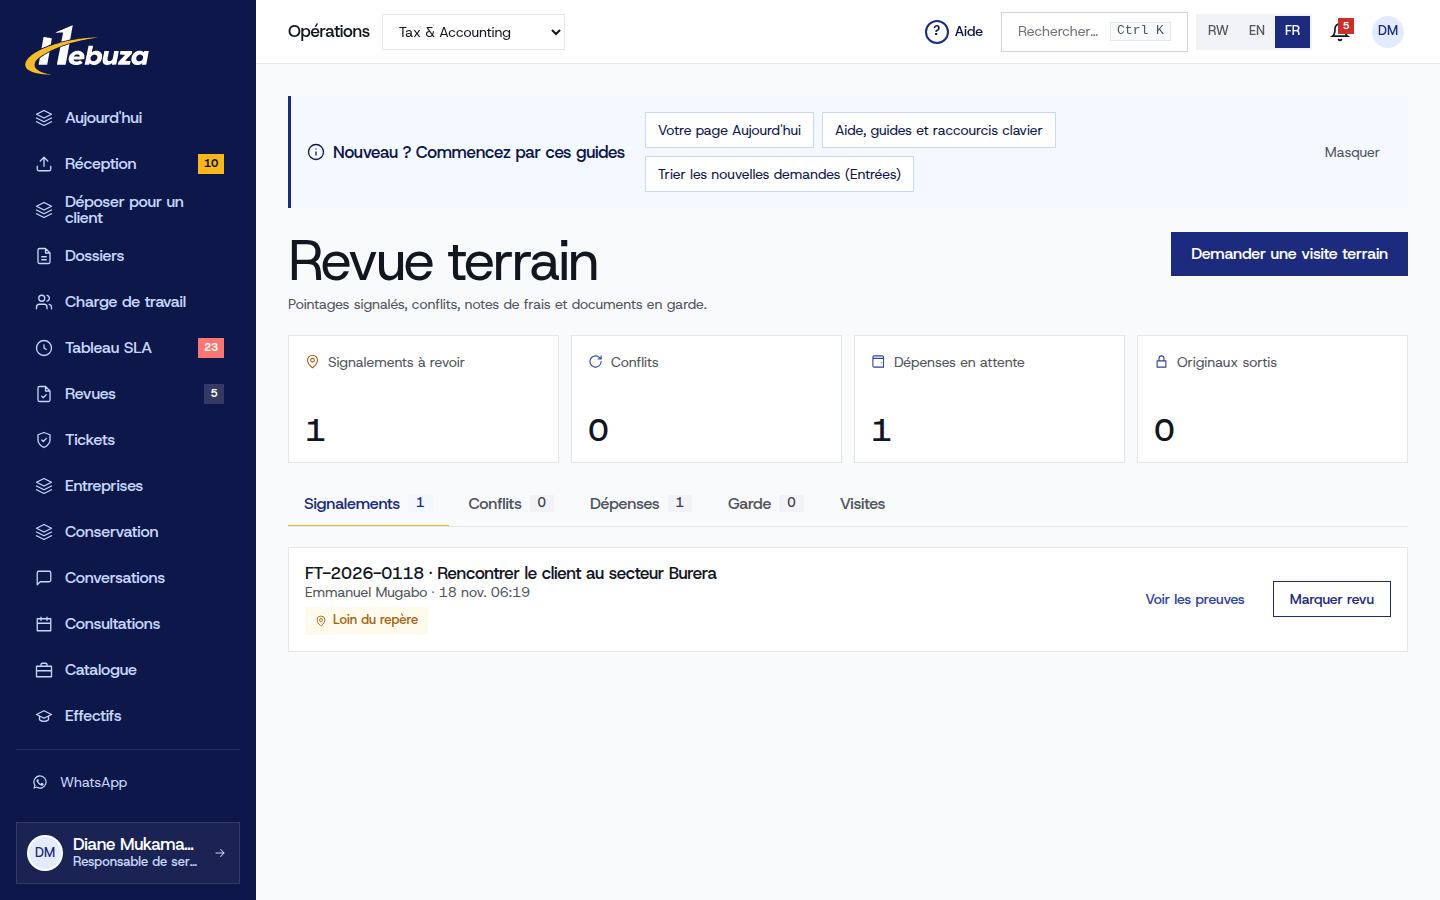 Hebuza
Aujourd'hui
Réception 10
Déposer pour un
client
Dossiers
Charge de travail
Tableau SLA 23
Revues 5
Tickets
Entreprises
Conservation
Conversations
Consultations
Catalogue
Effectifs
WhatsApp
DM Diane Mukama...
Responsable de ser...
Opérations Tax & Accounting
? Aide Rechercher... Ctrl K RW EN FR 5 DM
Nouveau ? Commencez par ces guides
Votre page Aujourd'hui Aide, guides et raccourcis clavier
Trier les nouvelles demandes (Entrées)
Masquer
Revue terrain
Demander une visite terrain
Pointages signalés, conflits, notes de frais et documents en garde.
Signalements à revoir
1
Conflits
0
Dépenses en attente
1
Originaux sortis
0
Signalements 1 Conflits 0 Dépenses 1 Garde 0 Visites
FT-2026-0118 · Rencontrer le client au secteur Burera
Emmanuel Mugabo · 18 nov. 06:19
Loin du repère
Voir les preuves Marquer revu